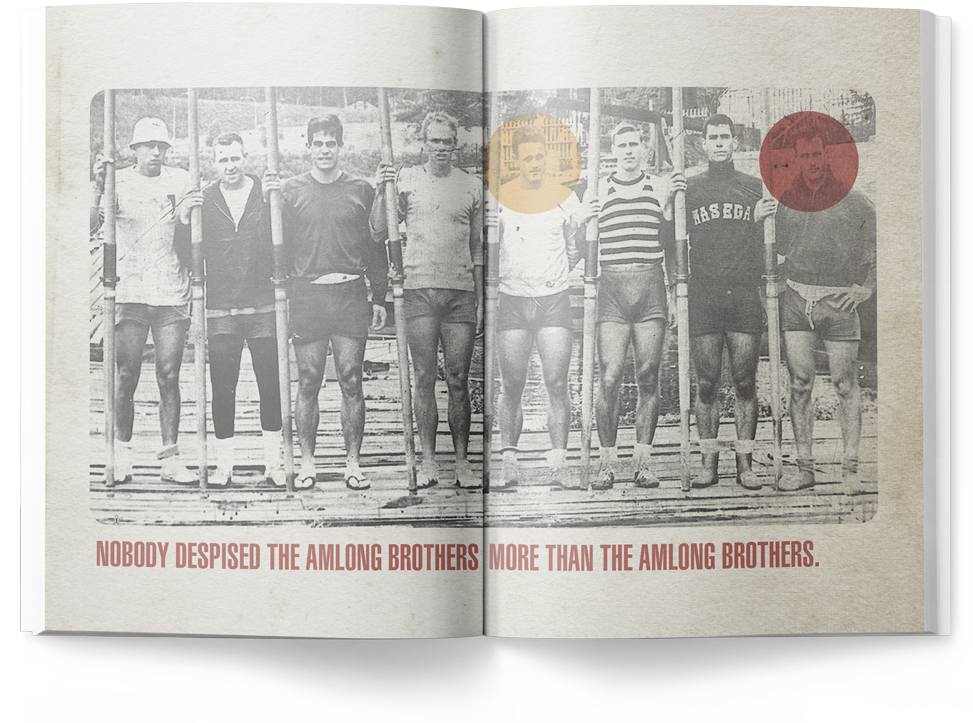 WASEDA
NOBODY DESPISED THE AMLONG BROTHERS MORE THAN THE AMLONG BROTHERS.